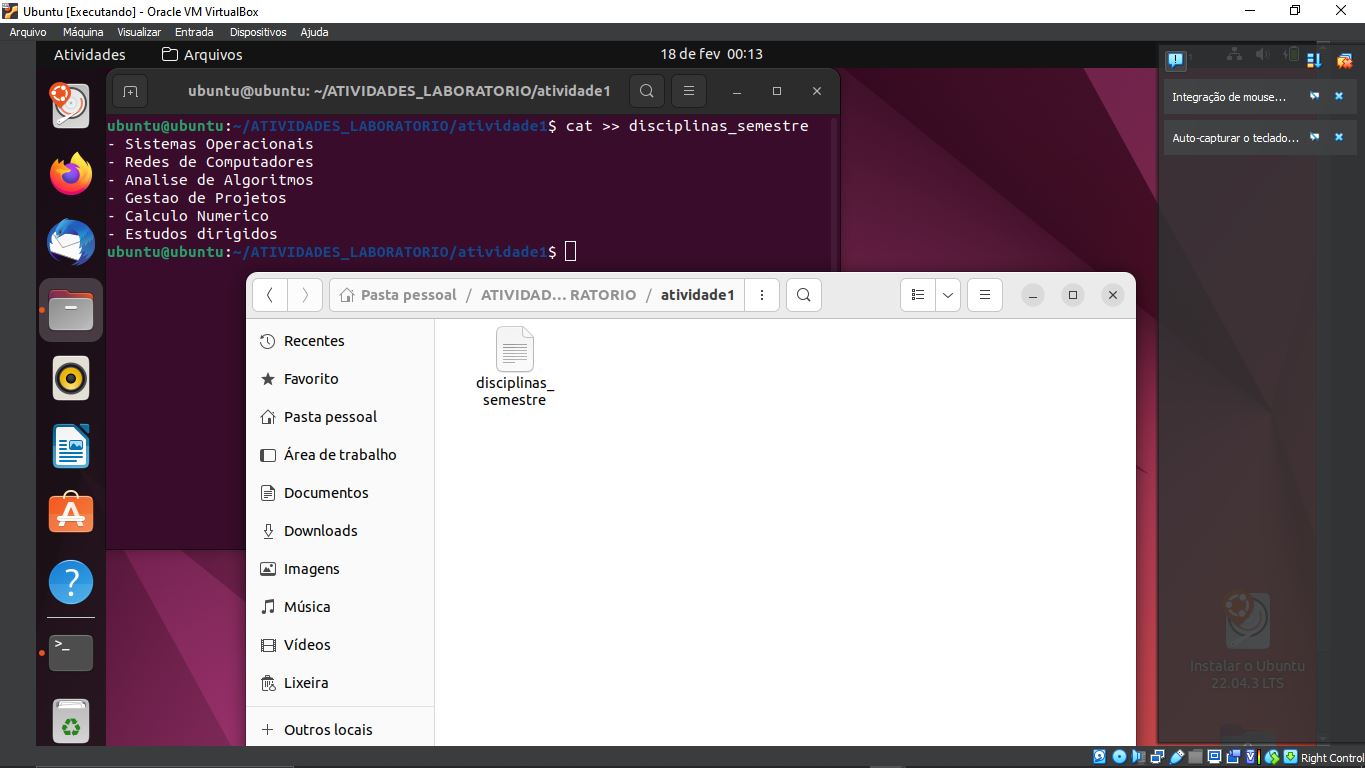 Ubuntu [Executando] - Oracle VM VirtualBox
Arquivo Máquina Visualizar Entrada Dispositivos Ajuda
Atividades Arquivos 18 de fev 00:13
ubuntu@ubuntu: ~/ATIVIDADES_LABORATORIO/atividade1
Integração de mouse...
Auto-capturar o teclado...
ubuntu@ubuntu:~/ATIVIDADES_LABORATORIO/atividade1$ cat >> disciplinas_semestre
- Sistemas Operacionais
- Redes de Computadores
- Analise de Algoritmos
- Gestao de Projetos
- Calculo Numerico
- Estudos dirigidos
ubuntu@ubuntu:~/ATIVIDADES_LABORATORIO/atividade1$
Pasta pessoal / ATIVIDAD... RATORIO / atividade1
Recentes
Favorito
Pasta pessoal
Área de trabalho
Documentos
Downloads
Imagens
Música
Vídeos
Lixeira
Outros locais
disciplinas_
semestre
Instalar o Ubuntu
22.04.3 LTS
Right Control